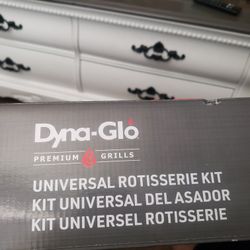 Dyna-Glo
PREMIUM GRILLS
UNIVERSAL ROTISSERIE KIT
KIT UNIVERSAL DEL ASADOR
KIT UNIVERSEL ROTISSERIE